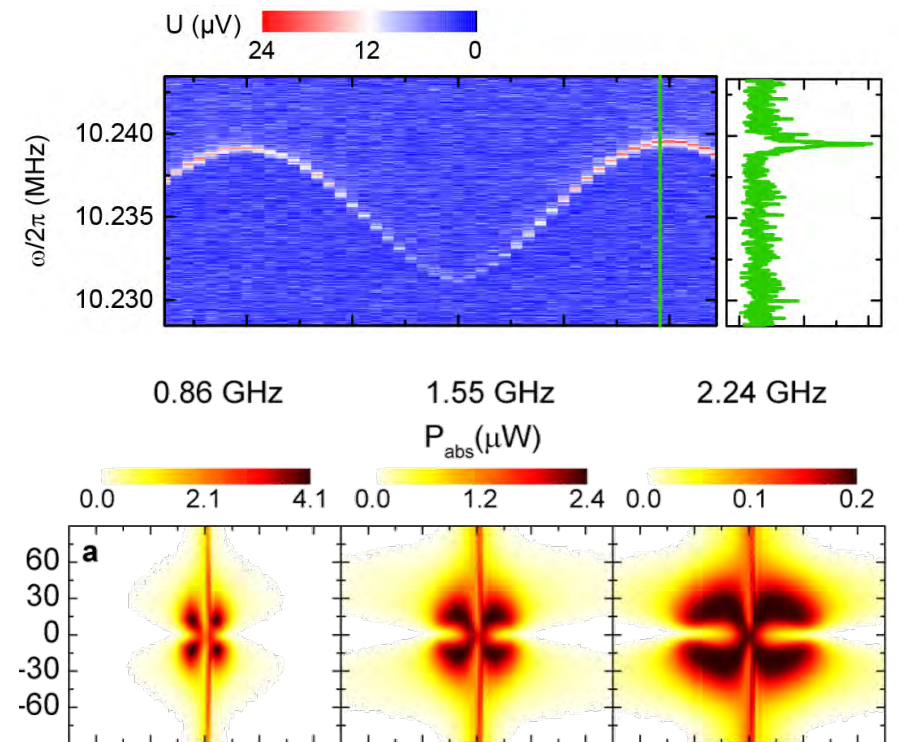 U (μV)
24 12 0
ω/2π (MHz)
10.240
10.235
10.230
0.86 GHz 1.55 GHz 2.24 GHz
Pabs(μW)
0.0 2.1 4.1 0.0 1.2 2.4 0.0 0.1 0.2
a
60
30
0
-30
-60